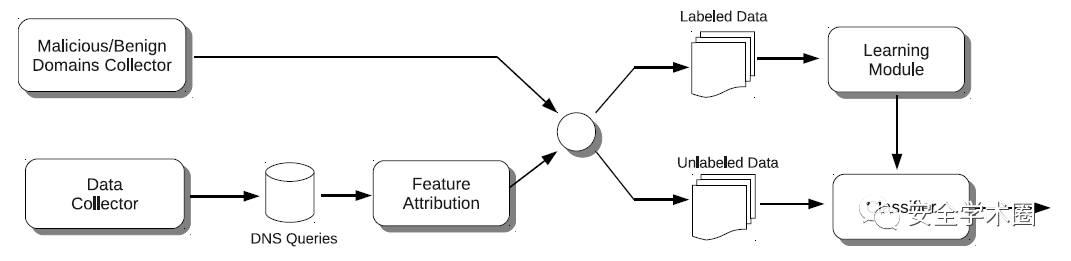 Labeled Data
Malicious/Benign
Domains Collector
Learning
Module
Data
Collector
DNS Queries
Feature
Attribution
Unlabeled Data
安全学术圈